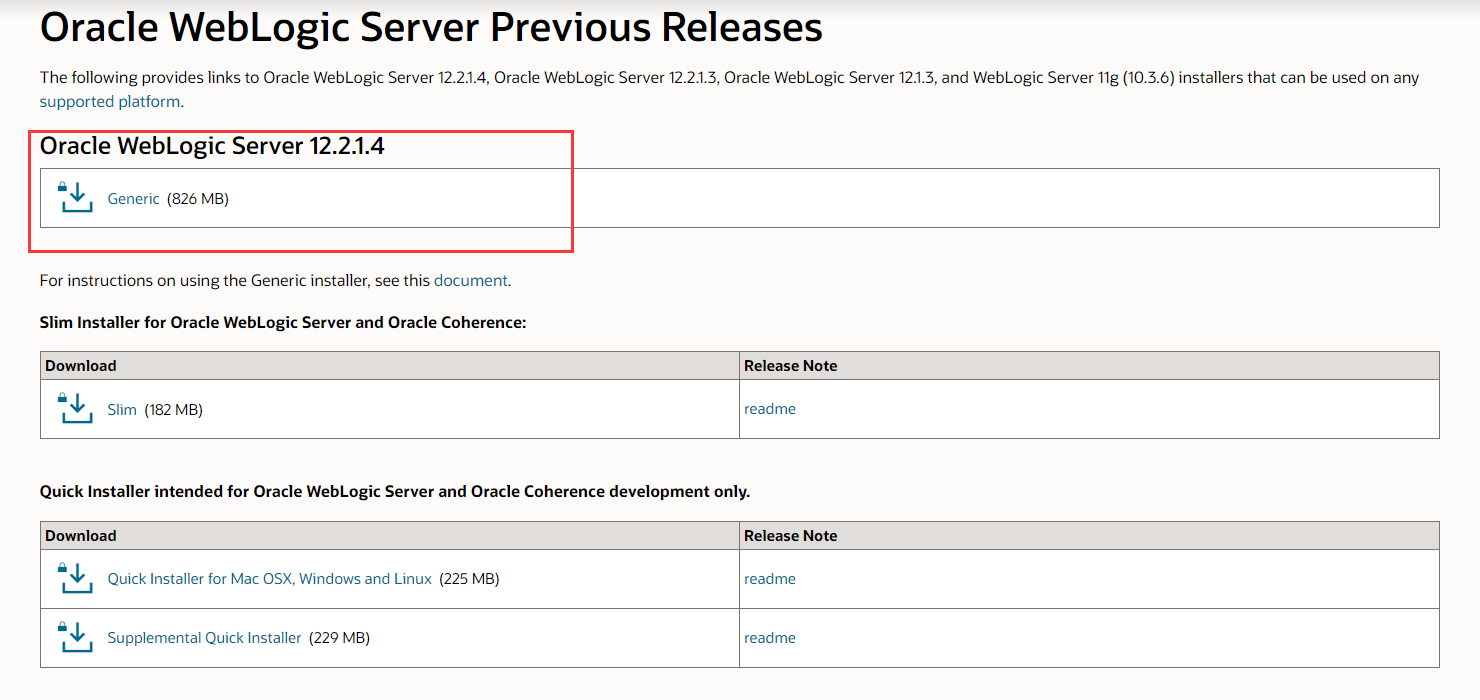 Oracle WebLogic Server Previous Releases
The following provides links to Oracle WebLogic Server 12.2.1.4, Oracle WebLogic Server 12.2.1.3, Oracle WebLogic Server 12.1.3, and WebLogic Server 11g (10.3.6) installers that can be used on any
supported platform.
Oracle WebLogic Server 12.2.1.4
Generic (826 MB)
For instructions on using the Generic installer, see this document.
Slim Installer for Oracle WebLogic Server and Oracle Coherence:
Download Release Note
Slim (182 MB) readme
Quick Installer intended for Oracle WebLogic Server and Oracle Coherence development only.
Download Release Note
Quick Installer for Mac OSX, Windows and Linux (225 MB) readme
Supplemental Quick Installer (229 MB) readme